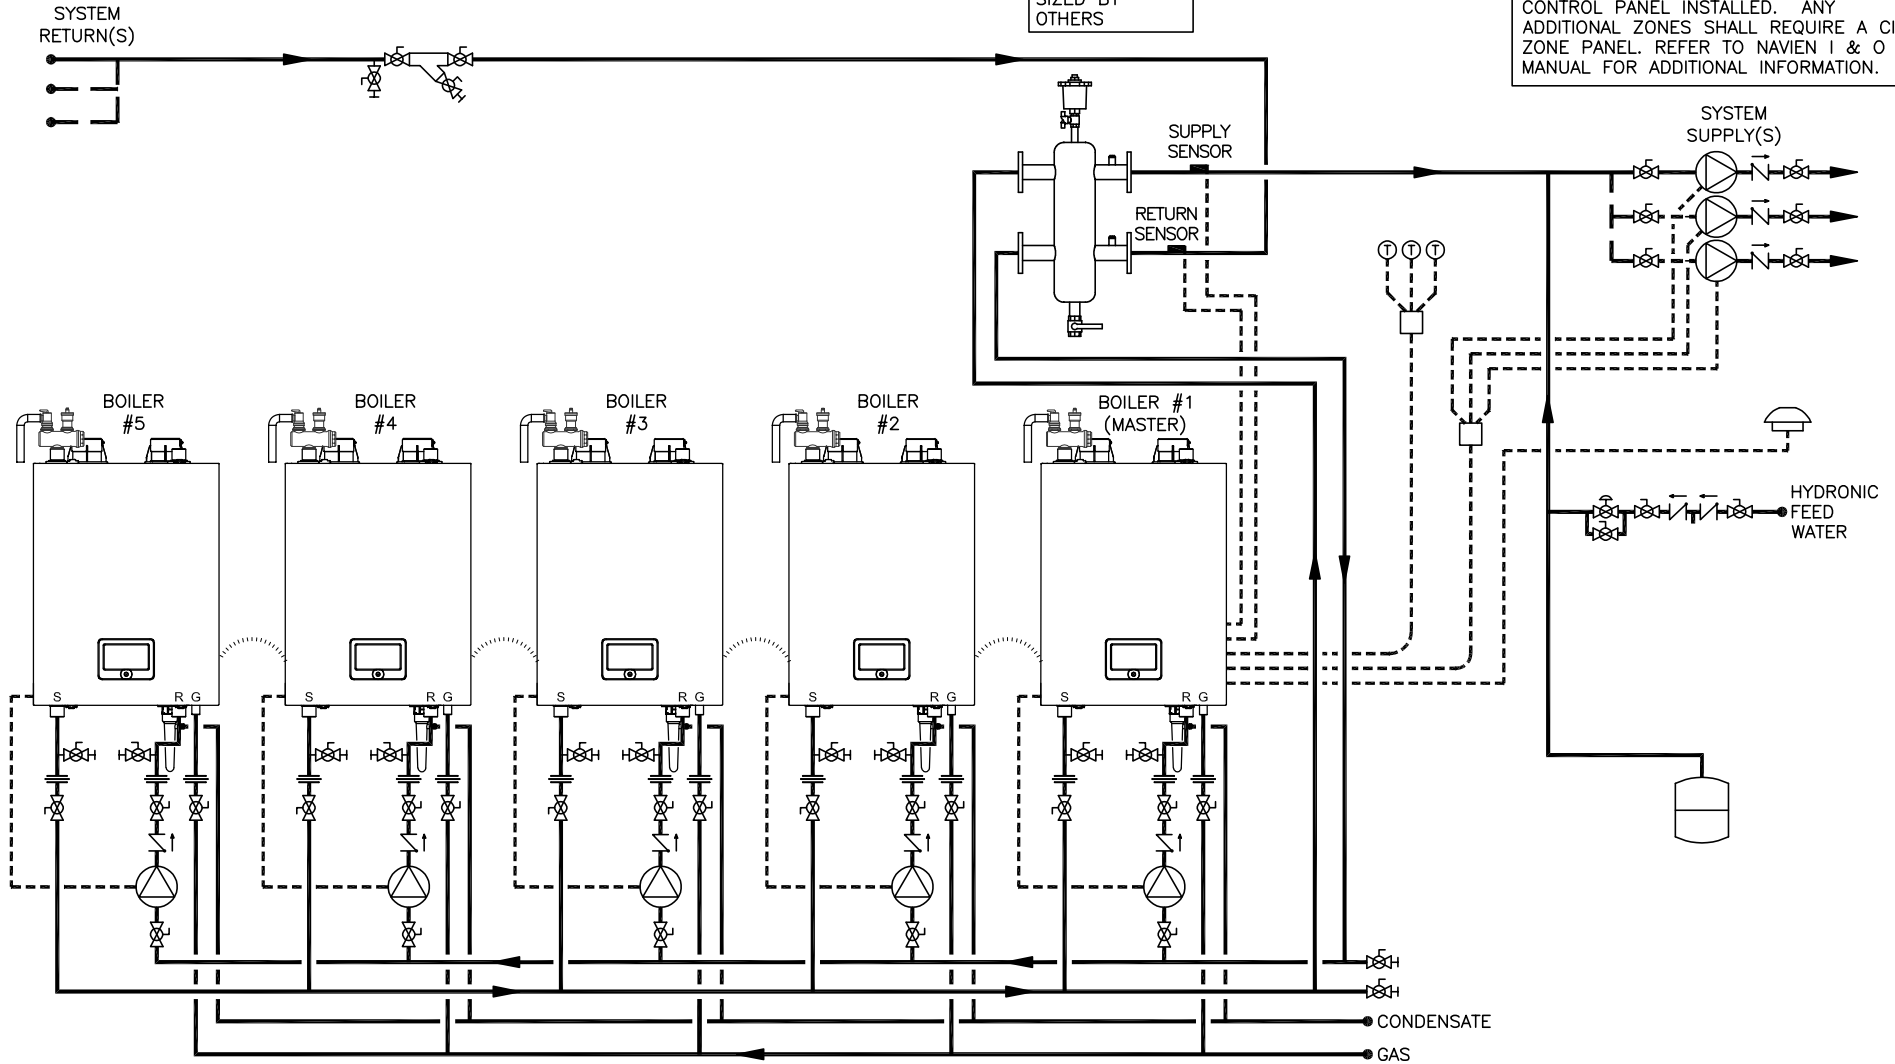 SIZED BY
OTHERS
CONTROL PANEL INSTALLED. ANY
ADDITIONAL ZONES SHALL REQUIRE A
ZONE PANEL. REFER TO NAVIEN I & O
MANUAL FOR ADDITIONAL INFORMATION.
SYSTEM
RETURN(S)
SYSTEM
SUPPLY(S)
SUPPLY
SENSOR
RETURN
SENSOR
T T T
BOILER
#5
BOILER
#4
BOILER
#3
BOILER
#2
BOILER #1
(MASTER)
HYDRONIC
FEED
WATER
S R G
S R G
S R G
S R G
S R G
CONDENSATE
GAS